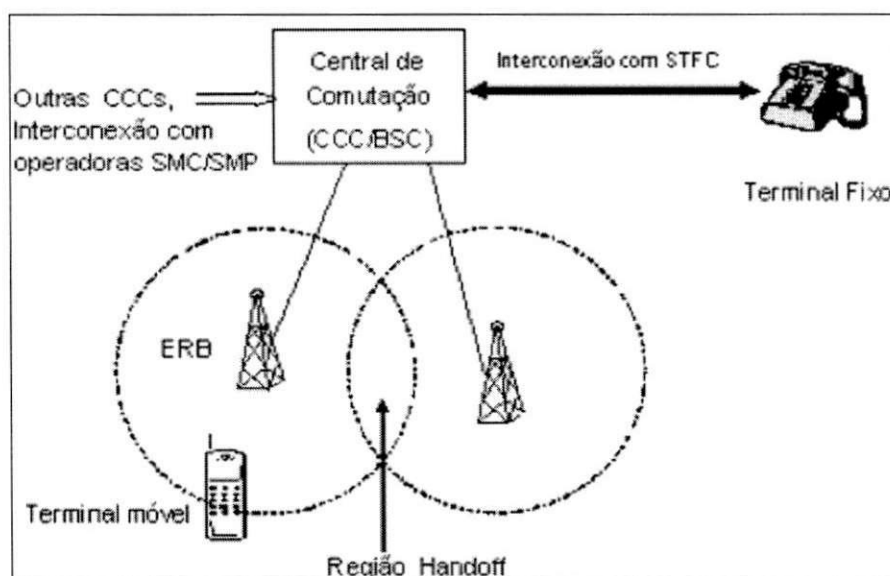 Central de
Comutação
(CCC/BSC)
Interconexão com STFC
Outras CCCs,
Interconexão com
operadoras SMC/SMP
Terminal Fixo
ERB
Terminal móvel
Região Handoff